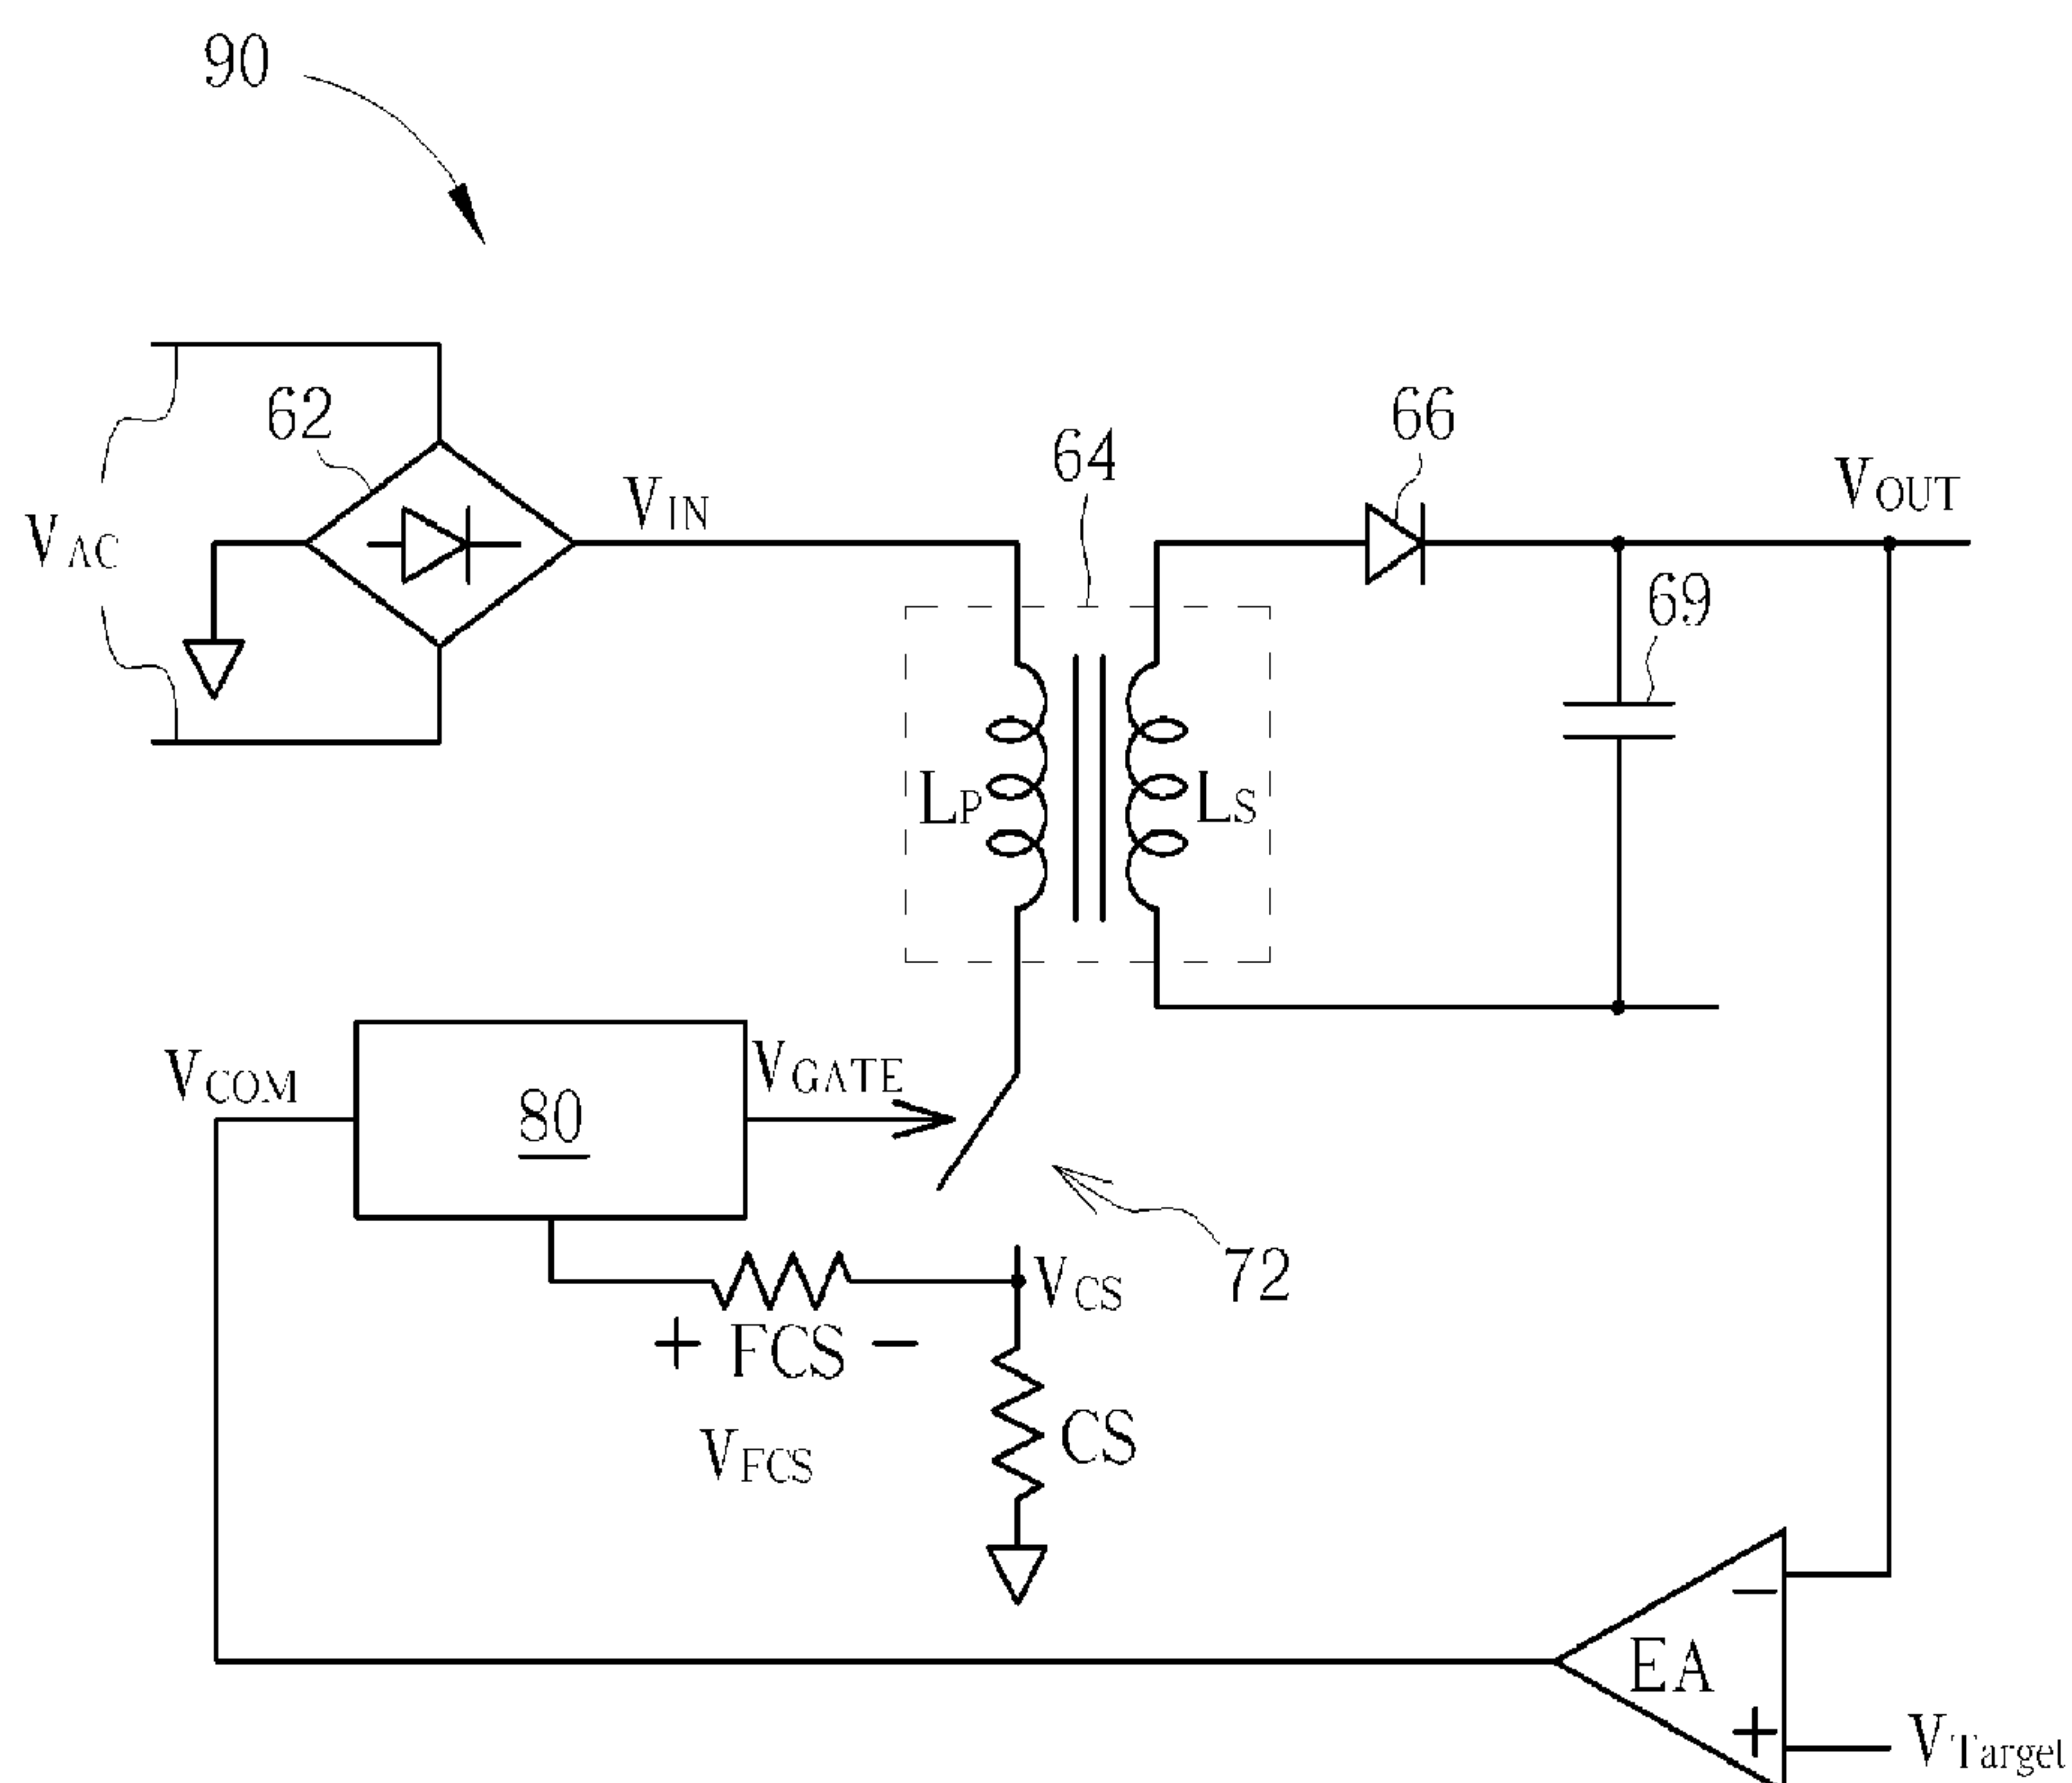 90
62
64
66
69
VAC
VIN
VOUT
LP
LS
VCOM
80
VGATE
72
VCS
+ FCS −
VFCS
CS
−
EA
+
VTarget